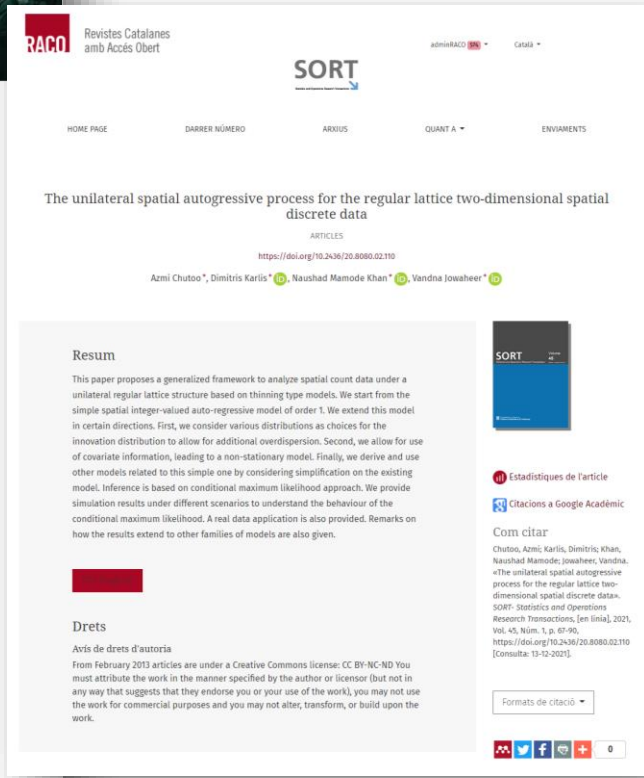 RACO
Revistes Catalanes
amb Accés Obert
adminRACO 574
Català
SORT
HOME PAGE
DARRER NÚMERO
ARXIUS
QUANT A
ENVIAMENTS
The unilateral spatial autogressive process for the regular lattice two-dimensional spatial
discrete data
ARTICLES
https://doi.org/10.2436/20.8080.02.110
Azmi Chutoo *, Dimitris Karlis * iD, Naushad Mamode Khan * iD, Vandna Jowaheer * iD
Resum
This paper proposes a generalized framework to analyze spatial count data under a
unilateral regular lattice structure based on thinning type models. We start from the
simple spatial integer-valued auto-regressive model of order 1. We extend this model
in certain directions. First, we consider various distributions as choices for the
innovation distribution to allow for additional overdispersion. Second, we allow for use
of covariate information, leading to a non-stationary model. Finally, we derive and use
other models related to this simple one by considering simplification on the existing
model. Inference is based on conditional maximum likelihood approach. We provide
simulation results under different scenarios to understand the behaviour of the
conditional maximum likelihood. A real data application is also provided. Remarks on
how the results extend to other families of models are also given.
Drets
Avís de drets d'autoria
From February 2013 articles are under a Creative Commons license: CC BY-NC-ND You
must attribute the work in the manner specified by the author or licensor (but not in
any way that suggests that they endorse you or your use of the work), you may not use
the work for commercial purposes and you may not alter, transform, or build upon the
work.
SORT
Estadístiques de l'article
Citacions a Google Acadèmic
Com citar
Chutoo, Azmi; Karlis, Dimitris; Khan,
Naushad Mamode; Jowaheer, Vandna.
«The unilateral spatial autogressive
process for the regular lattice two-
dimensional spatial discrete data».
SORT- Statistics and Operations
Research Transactions, [en línia], 2021,
Vol. 45, Núm. 1, p. 67-90,
https://doi.org/10.2436/20.8080.02.110
[Consulta: 13-12-2021].
Formats de citació
0